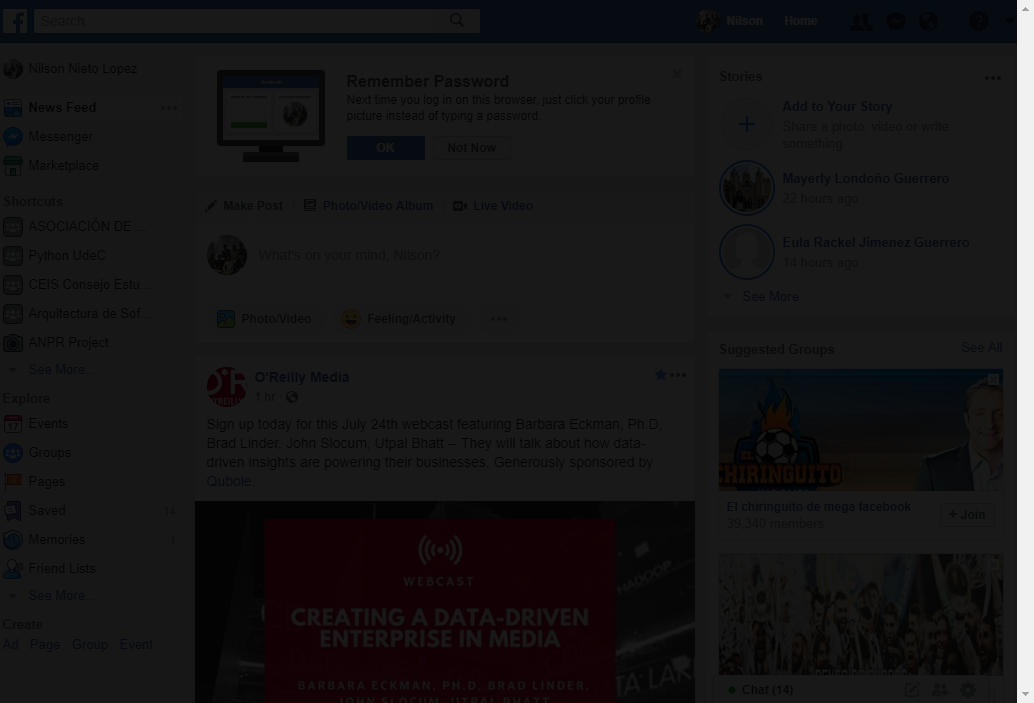 Search
Nilson
Home
Nilson Nieto Lopez
News Feed
Messenger
Marketplace
Shortcuts
ASOCIACIÓN DE ...
Python UdeC
CEIS Consejo Estu...
Arquitectura de Sof...
ANPR Project
See More...
Explore
Events
Groups
Pages
Saved 14
Memories 1
Friend Lists
See More...
Create
Ad Page Group Event
Remember Password
Next time you log in on this browser, just click your profile
picture instead of typing a password.
OK
Not Now
Make Post
Photo/Video Album
Live Video
What's on your mind, Nilson?
Photo/Video
Feeling/Activity
O'Reilly Media
1 hr ·
Sign up today for this July 24th webcast featuring Barbara Eckman, Ph.D,
Brad Linder, John Slocum, Utpal Bhatt – They will talk about how data-
driven insights are powering their businesses. Generously sponsored by
Qubole.
WEBCAST
CREATING A DATA-DRIVEN
ENTERPRISE IN MEDIA
BARBARA ECKMAN, PH.D, BRAD LINDER,
JOHN SLOCUM, UTPAL BHATT
HADOOP
Stories
Add to Your Story
Share a photo, video or write
something
Mayerly Londoño Guerrero
22 hours ago
Eula Rackel Jimenez Guerrero
14 hours ago
See More
Suggested Groups
See All
EL
CHIRINGUITO
El chiringuito de mega facebook
39,340 members
+ Join
Chat (14)